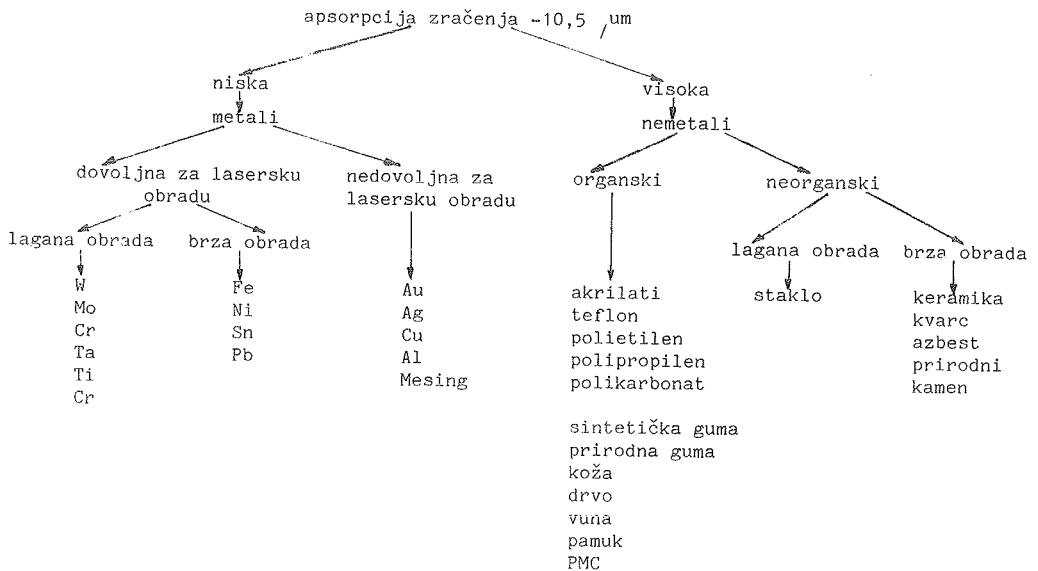 apsorpcija zračenja -10,5 /um
niska
visoka
metali
nemetali
dovoljna za lasersku
obradu
nedovoljna za
lasersku obradu
organski
neorganski
lagana obrada
brza obrada
lagana obrada
brza obrada
W
Mo
Cr
Ta
Ti
Cr
Fe
Ni
Sn
Pb
Au
Ag
Cu
Al
Mesing
akrilati
teflon
polietilen
polipropilen
polikarbonat
sintetička guma
prirodna guma
koža
drvo
vuna
pamuk
PMC
staklo
keramika
kvarc
azbest
prirodni
kamen